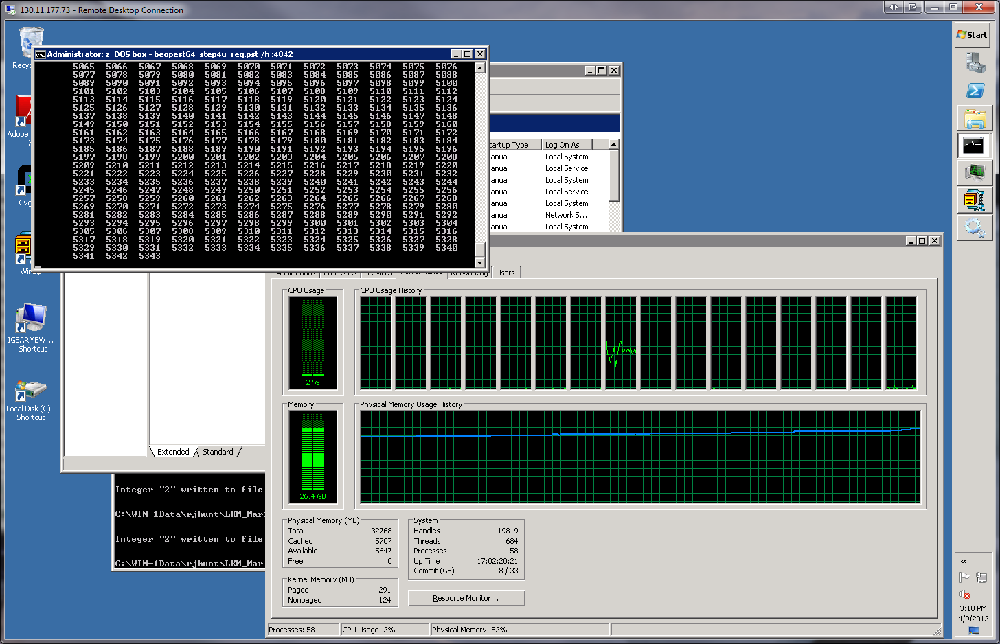 130.11.177.73 - Remote Desktop Connection
Start
Administrator: z_DOS box - beopest64  step4u_reg.pst /h :4042
5065 5066 5067 5068 5069 5070 5071 5072 5073 5074 5075 5076
5077 5078 5079 5080 5081 5082 5083 5084 5085 5086 5087 5088
5089 5090 5091 5092 5093 5094 5095 5096 5097 5098 5099 5100
5101 5102 5103 5104 5105 5106 5107 5108 5109 5110 5111 5112
5113 5114 5115 5116 5117 5118 5119 5120 5121 5122 5123 5124
5125 5126 5127 5128 5129 5130 5131 5132 5133 5134 5135 5136
5137 5138 5139 5140 5141 5142 5143 5144 5145 5146 5147 5148
5149 5150 5151 5152 5153 5154 5155 5156 5157 5158 5159 5160
5161 5162 5163 5164 5165 5166 5167 5168 5169 5170 5171 5172
5173 5174 5175 5176 5177 5178 5179 5180 5181 5182 5183 5184
5185 5186 5187 5188 5189 5190 5191 5192 5193 5194 5195 5196
5197 5198 5199 5200 5201 5202 5203 5204 5205 5206 5207 5208
5209 5210 5211 5212 5213 5214 5215 5216 5217 5218 5219 5220
5221 5222 5223 5224 5225 5226 5227 5228 5229 5230 5231 5232
5233 5234 5235 5236 5237 5238 5239 5240 5241 5242 5243 5244
5245 5246 5247 5248 5249 5250 5251 5252 5253 5254 5255 5256
5257 5258 5259 5260 5261 5262 5263 5264 5265 5266 5267 5268
5269 5270 5271 5272 5273 5274 5275 5276 5277 5278 5279 5280
5281 5282 5283 5284 5285 5286 5287 5288 5289 5290 5291 5292
5293 5294 5295 5296 5297 5298 5299 5300 5301 5302 5303 5304
5305 5306 5307 5308 5309 5310 5311 5312 5313 5314 5315 5316
5317 5318 5319 5320 5321 5322 5323 5324 5325 5326 5327 5328
5329 5330 5331 5332 5333 5334 5335 5336 5337 5338 5339 5340
5341 5342 5343
Recyc
Adobe
X
Cyg
WinZip
IGSARMEW...
- Shortcut
Local Disk (C) -
Shortcut
tartup Type Log On As
anual Local System
anual Local Service
anual Local System
anual Local Service
anual Local System
anual Network S...
anual Local System
Extended Standard
Integer "2" written to file
C:\WIN-1Data\rjhunt\LKM_Mar
Integer "2" written to file
C:\WIN-1Data\rjhunt\LKM_Mar
Applications Processes Services Performance Networking Users
CPU Usage
2 %
CPU Usage History
Memory
26.4 GB
Physical Memory Usage History
Physical Memory (MB)
Total 32768
Cached 5707
Available 5647
Free 0
Kernel Memory (MB)
Paged 291
Nonpaged 124
System
Handles 19819
Threads 684
Processes 58
Up Time 17:02:20:21
Commit (GB) 8 / 33
Resource Monitor...
Processes: 58 CPU Usage: 2% Physical Memory: 82%
C:\.
«
3:10 PM
4/9/2012